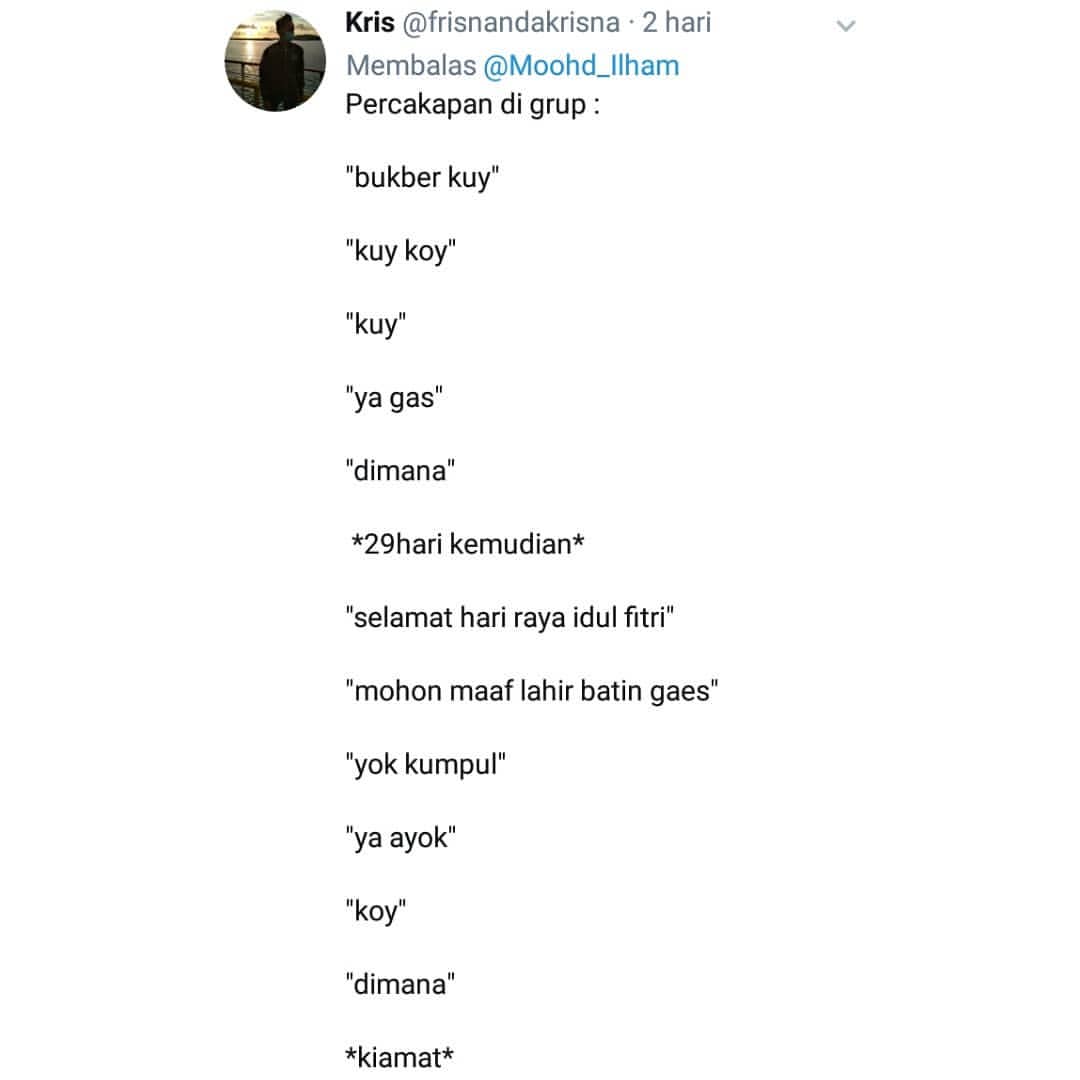 Kris @frisnandakrisna · 2 hari
Membalas @Moohd_Ilham
Percakapan di grup :
"bukber kuy"
"kuy koy"
"kuy"
"ya gas"
"dimana"
*29hari kemudian*
"selamat hari raya idul fitri"
"mohon maaf lahir batin gaes"
"yok kumpul"
"ya ayok"
"koy"
"dimana"
*kiamat*